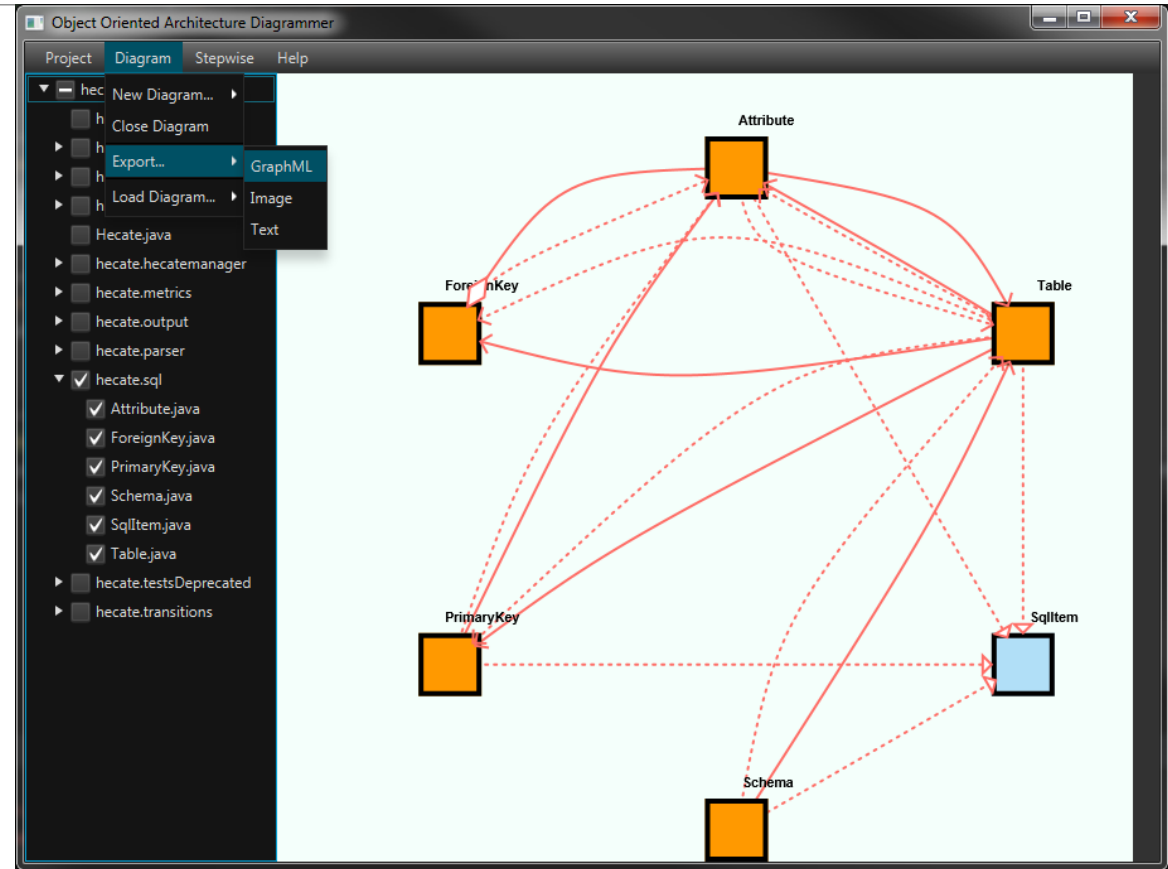 Object Oriented Architecture Diagrammer
Project Diagram Stepwise Help
hec
h
h
h
h
Hecate.java
hecate.hecatemanager
hecate.metrics
hecate.output
hecate.parser
hecate.sql
Attribute.java
ForeignKey.java
PrimaryKey.java
Schema.java
SqlItem.java
Table.java
hecate.testsDeprecated
hecate.transitions
New Diagram...
Close Diagram
Export...
Load Diagram...
GraphML
Image
Text
Attribute
ForeignKey
Table
PrimaryKey
SqlItem
Schema